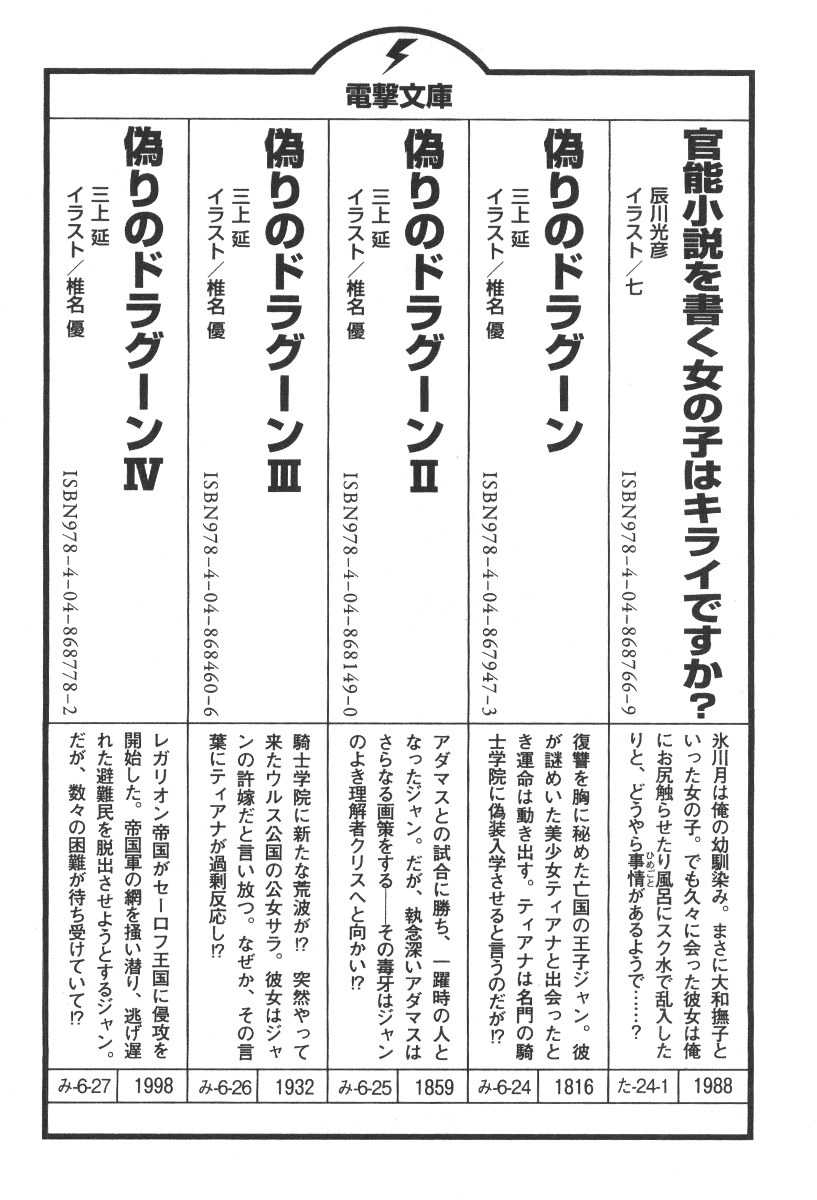 電撃文庫
官能小説を書く女の子はキライですか？
辰川光彦
イラスト／七
ISBN978-4-04-868766-9
氷川月は俺の幼馴染み。まさに大和撫子と
いった女の子。でも久々に会った彼女は俺
にお尻触らせたり風呂にスク水で乱入した
りと、どうやら事情があるようで……？
ひめごと
た-24-1
1988
偽りのドラグーン
三上 延
イラスト／椎名 優
ISBN978-4-04-867947-3
復讐を胸に秘めた亡国の王子ジャン。彼
が謎めいた美少女ティアナと出会ったと
き運命は動き出す。ティアナは名門の騎
士学院に偽装入学させると言うのだが!?
み-6-24
1816
偽りのドラグーンⅡ
三上 延
イラスト／椎名 優
ISBN978-4-04-868149-0
アダマスとの試合に勝ち、一躍時の人と
なったジャン。だが、執念深いアダマスは
さらなる画策をする――その毒牙はジャン
のよき理解者クリスへと向かい!?
み-6-25
1859
偽りのドラグーンⅢ
三上 延
イラスト／椎名 優
ISBN978-4-04-868460-6
騎士学院に新たな荒波が!?　突然やって
来たウルス公国の公女サラ。彼女はジャ
ンの許嫁だと言い放つ。なぜか、その言
葉にティアナが過剰反応し!?
み-6-26
1932
偽りのドラグーンⅣ
三上 延
イラスト／椎名 優
ISBN978-4-04-868778-2
レガリオン帝国がセーロフ王国に侵攻を
開始した。帝国軍の網を掻い潜り、逃げ遅
れた避難民を脱出させようとするジャン。
だが、数々の困難が待ち受けていて!?
み-6-27
1998